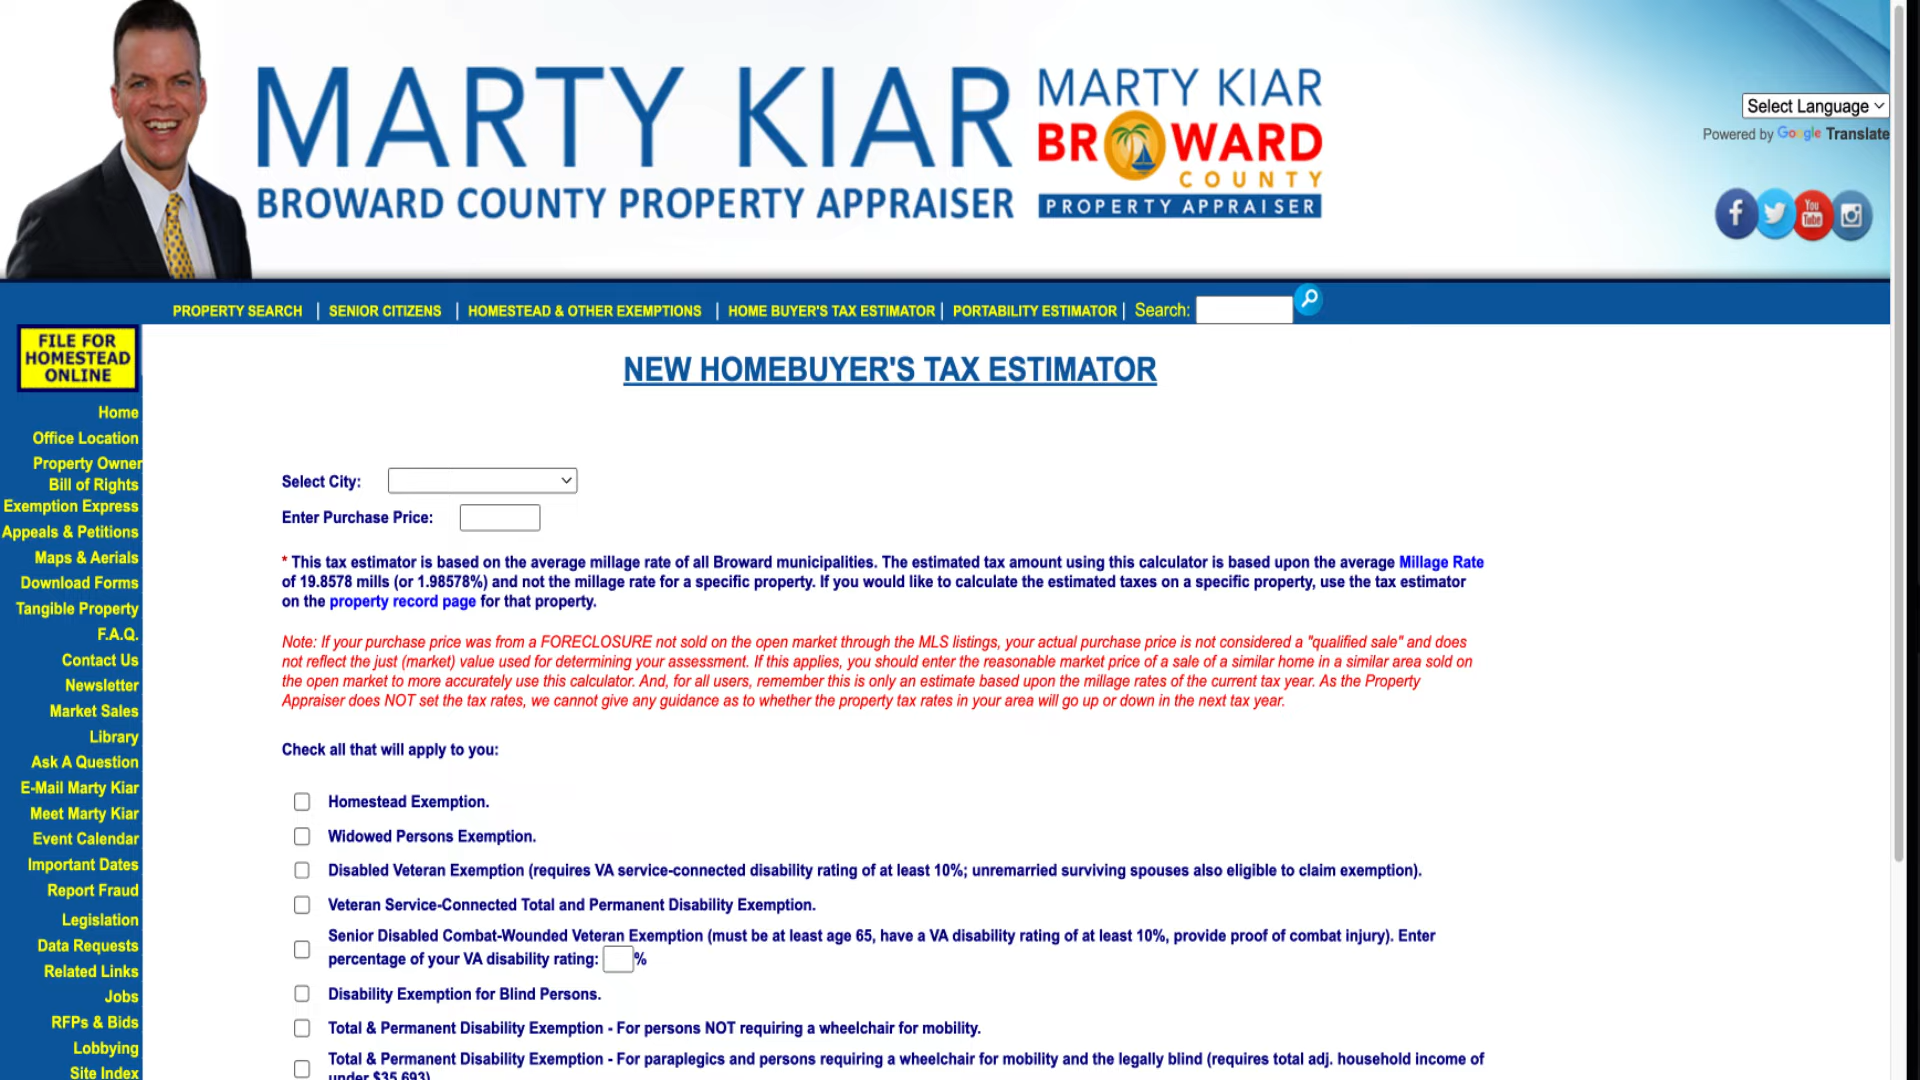 MARTY KIAR
BROWARD COUNTY PROPERTY APPRAISER
MARTY KIAR
BROWARD
COUNTY
PROPERTY APPRAISER
Select Language
Powered by Google Translate
You
Tube
PROPERTY SEARCH | SENIOR CITIZENS | HOMESTEAD & OTHER EXEMPTIONS | HOME BUYER'S TAX ESTIMATOR | PORTABILITY ESTIMATOR | Search:
FILE FOR
HOMESTEAD
ONLINE
Home
Office Location
Property Owner
Bill of Rights
Exemption Express
Appeals & Petitions
Maps & Aerials
Download Forms
Tangible Property
F.A.Q.
Contact Us
Newsletter
Market Sales
Library
Ask A Question
E-Mail Marty Kiar
Meet Marty Kiar
Event Calendar
Important Dates
Report Fraud
Legislation
Data Requests
Related Links
Jobs
RFPs & Bids
Lobbying
Site Index
NEW HOMEBUYER'S TAX ESTIMATOR
Select City:
Enter Purchase Price:
* This tax estimator is based on the average millage rate of all Broward municipalities. The estimated tax amount using this calculator is based upon the average Millage Rate
of 19.8578 mills (or 1.98578%) and not the millage rate for a specific property. If you would like to calculate the estimated taxes on a specific property, use the tax estimator
on the property record page for that property.
Note: If your purchase price was from a FORECLOSURE not sold on the open market through the MLS listings, your actual purchase price is not considered a "qualified sale" and does
not reflect the just (market) value used for determining your assessment. If this applies, you should enter the reasonable market price of a sale of a similar home in a similar area sold on
the open market to more accurately use this calculator. And, for all users, remember this is only an estimate based upon the millage rates of the current tax year. As the Property
Appraiser does NOT set the tax rates, we cannot give any guidance as to whether the property tax rates in your area will go up or down in the next tax year.
Check all that will apply to you:
Homestead Exemption.
Widowed Persons Exemption.
Disabled Veteran Exemption (requires VA service-connected disability rating of at least 10%; unremarried surviving spouses also eligible to claim exemption).
Veteran Service-Connected Total and Permanent Disability Exemption.
Senior Disabled Combat-Wounded Veteran Exemption (must be at least age 65, have a VA disability rating of at least 10%, provide proof of combat injury). Enter
percentage of your VA disability rating: %
Disability Exemption for Blind Persons.
Total & Permanent Disability Exemption - For persons NOT requiring a wheelchair for mobility.
Total & Permanent Disability Exemption - For paraplegics and persons requiring a wheelchair for mobility and the legally blind (requires total adj. household income of
under $35,693)